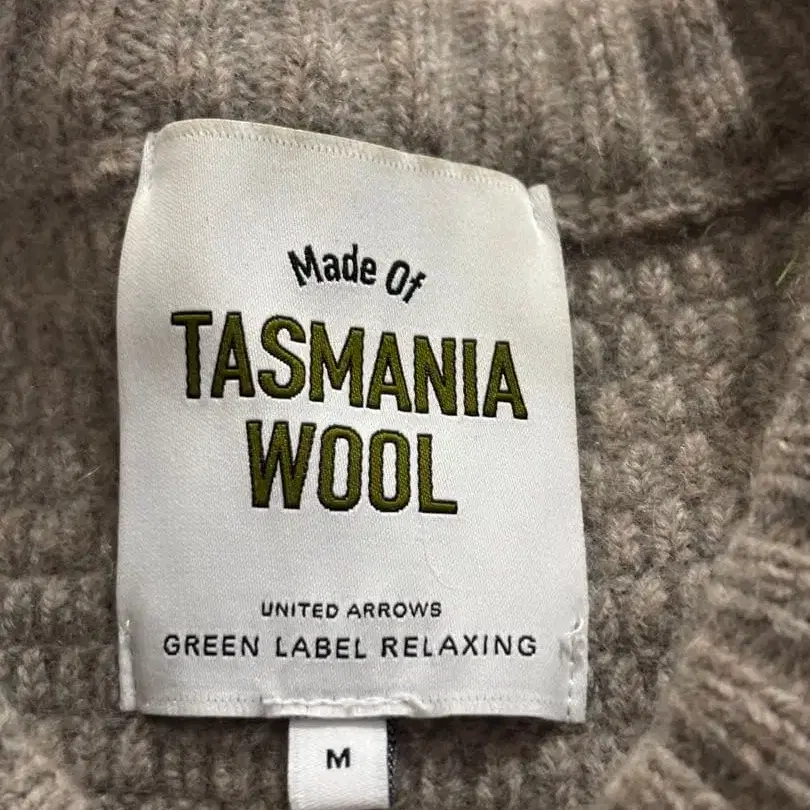 Made Of
TASMANIA
WOOL
UNITED ARROWS
GREEN LABEL RELAXING
M